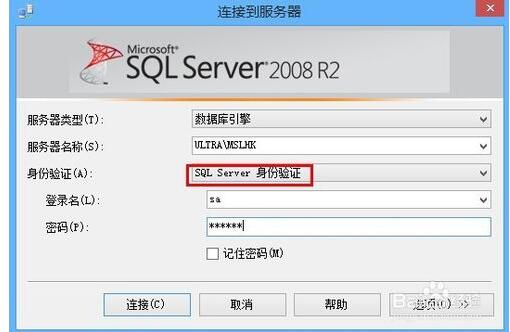 连接到服务器
Microsoft®
SQL Server® 2008 R2
服务器类型(T): 数据库引擎
服务器名称(S): ULTRA\MSLHK
身份验证(A): SQL Server 身份验证
登录名(L): sa
密码(P): ******
记住密码(M)
连接(C) 取消 帮助 选项(O) >>